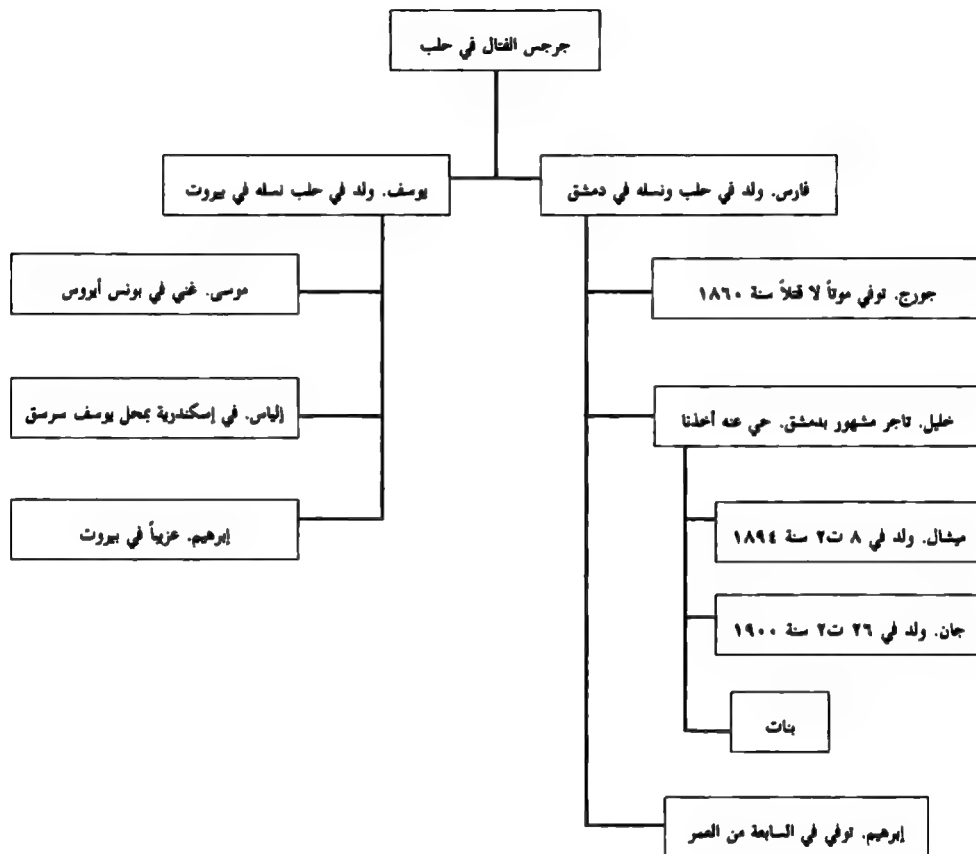 جرجس الفتال في حلب
فارس. ولد في حلب ونسله في دمشق
يوسف. ولد في حلب نسله في بيروت
جورج. توفي موتاً لا قتلاً سنة ١٨٦٠
موسى. غني في بونس أيروس
خليل. تاجر مشهور بدمشق. حي عنه أخذنا
إلياس. في إسكندرية بمحل يوسف سرسق
ميشال. ولد في ٨ ت٢ سنة ١٨٩٤
إبرهيم. عزيباً في بيروت
جان. ولد في ٢٦ ت٢ سنة ١٩٠٠
بنات
إبرهيم. توفي في السابعة من العمر